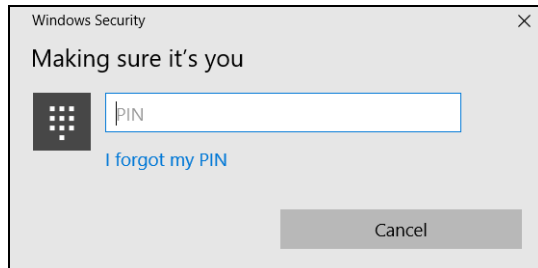 Windows Security
Making sure it's you
PIN
I forgot my PIN
Cancel